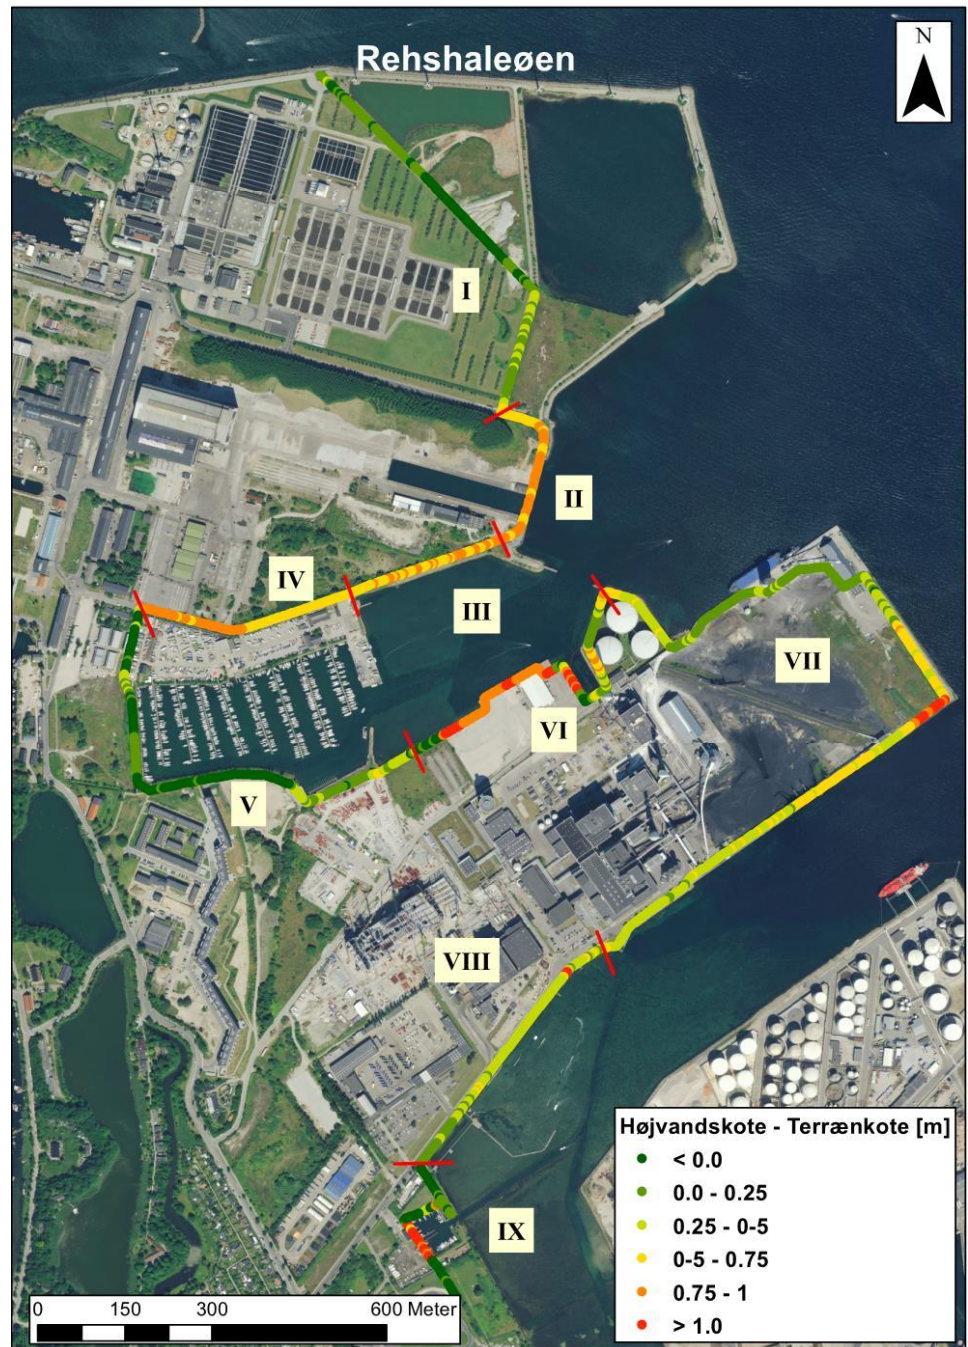 Rehshaleøen
N
I
II
IV
III
VII
VI
V
VIII
IX
Højvandskote - Terrænkote [m]
< 0.0
0.0 - 0.25
0.25 - 0-5
0-5 - 0.75
0.75 - 1
> 1.0
0 150 300 600 Meter